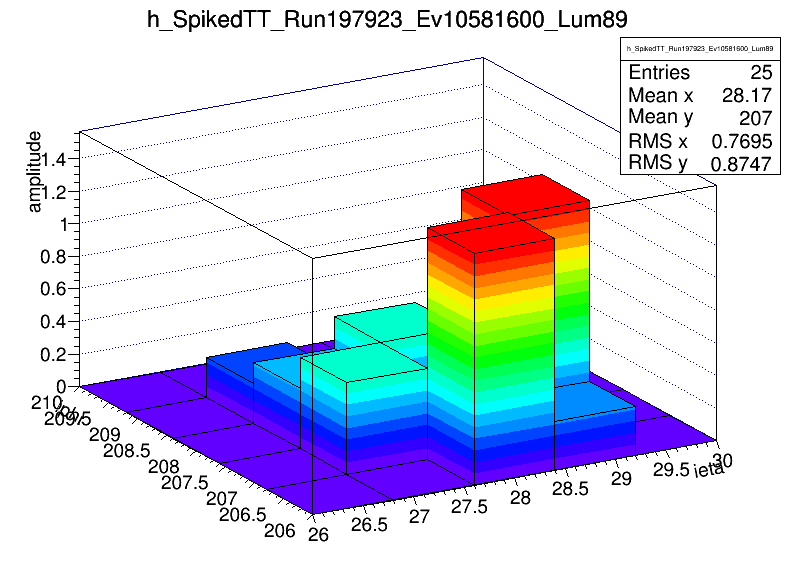 h_SpikedTT_Run197923_Ev10581600_Lum89
h_SpikedTT_Run197923_Ev10581600_Lum89
Entries 25
Mean x 28.17
Mean y 207
RMS x 0.7695
RMS y 0.8747
amplitude
1.4
1.2
1
0.8
0.6
0.4
0.2
0
210
209.5
209
208.5
208
207.5
207
206.5
206
26
26.5
27
27.5
28
28.5
29
29.5
30
ieta